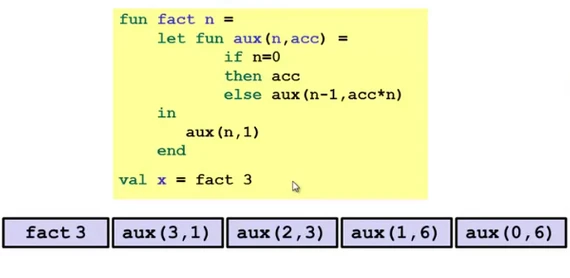 fun fact n =
let fun aux(n,acc) =
if n=0
then acc
else aux(n-1,acc*n)
in
aux(n,1)
end
val x = fact 3
fact 3 aux(3,1) aux(2,3) aux(1,6) aux(0,6)